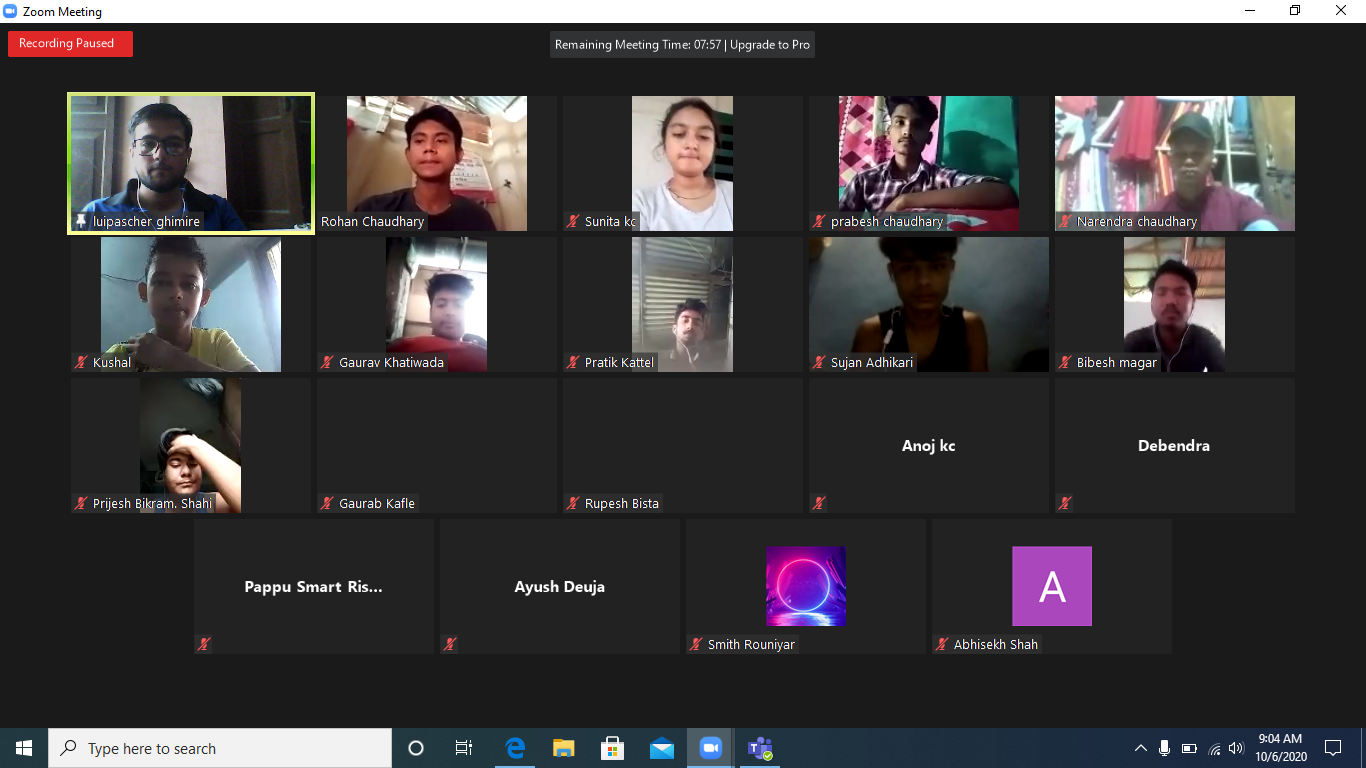 Zoom Meeting
Recording Paused
Remaining Meeting Time: 07:57 | Upgrade to Pro
luipascher ghimire
Rohan Chaudhary
Sunita kc
prabesh chaudhary
Narendra chaudhary
Kushal
Gaurav Khatiwada
Pratik Kattel
Sujan Adhikari
Bibesh magar
Prijesh Bikram. Shahi
Gaurab Kafle
Rupesh Bista
Anoj kc
Debendra
Pappu Smart Ris...
Ayush Deuja
Smith Rouniyar
A
Abhisekh Shah
Type here to search
9:04 AM
10/6/2020